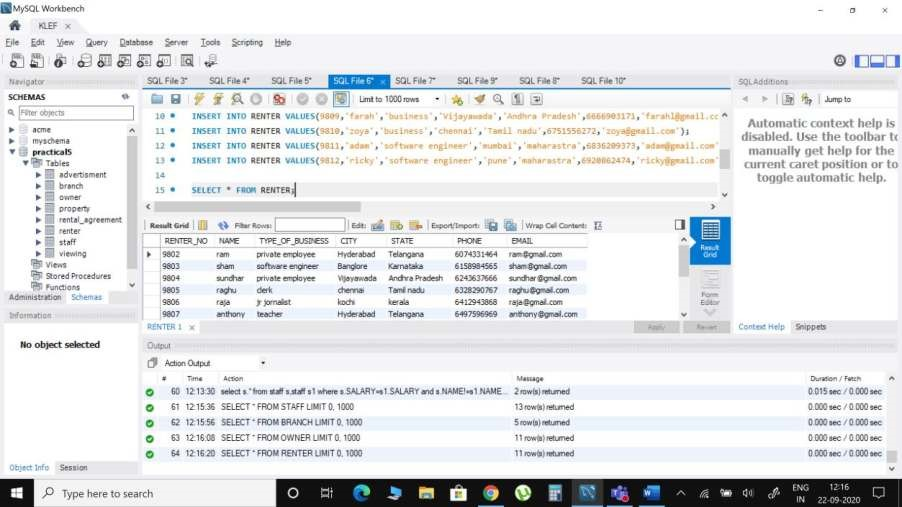 MySQL Workbench
KLEF
File Edit View Query Database Server Tools Scripting Help
Navigator
SCHEMAS
Filter objects
acme
myschema
practical5
Tables
advertisment
branch
owner
property
rental_agreement
renter
staff
viewing
Views
Stored Procedures
Functions
Administration Schemas
Information
No object selected
Object Info Session
SQL File 3* SQL File 4* SQL File 5* SQL File 6* SQL File 7* SQL File 9* SQL File 8* SQL File 10*
Limit to 1000 rows
10 INSERT INTO RENTER VALUES(9809,'farah','business','Vijayawada','Andhra Pradesh',6666903171,'farahl@gmail.cc
11 INSERT INTO RENTER VALUES(9810,'zoya','business','chennai','Tamil nadu',6751556272,'zoya@gmail.com');
12 INSERT INTO RENTER VALUES(9811,'adam','software engineer','mumbai','maharastra',6836209373,'adam@gmail.com'
13 INSERT INTO RENTER VALUES(9812,'ricky','software engineer','pune','maharastra',6920862474,'ricky@gmail.com'
14
15 SELECT * FROM RENTER;
Result Grid Filter Rows: Edit: Export/Import: Wrap Cell Content:
RENTER_NO NAME TYPE_OF_BUSINESS CITY STATE PHONE EMAIL
9802 ram private employee Hyderabad Telangana 6074331464 ram@gmail.com
9803 sham software engineer Banglore Karnataka 6158984565 sham@gmail.com
9804 sundhar private employee Vijayawada Andhra Pradesh 6243637666 sundhar@gmail.com
9805 raghu clerk chennai Tamil nadu 6328290767 raghu@gmail.com
9806 raja jr jornalist kochi kerala 6412943868 raja@gmail.com
9807 anthony teacher Hyderabad Telangana 6497596969 anthony@gmail.com
Result Grid
Form Editor
RENTER 1 Apply Revert
SQLAdditions
Jump to
Automatic context help is
disabled. Use the toolbar to
manually get help for the
current caret position or to
toggle automatic help.
Context Help Snippets
Output
Action Output
# Time Action Message Duration / Fetch
60 12:13:30 select s.* from staff s,staff s1 where s.SALARY=s1.SALARY and s.NAME!=s1.NAME... 2 row(s) returned 0.015 sec / 0.000 sec
61 12:15:36 SELECT * FROM STAFF LIMIT 0, 1000 13 row(s) returned 0.000 sec / 0.000 sec
62 12:15:56 SELECT * FROM BRANCH LIMIT 0, 1000 5 row(s) returned 0.000 sec / 0.000 sec
63 12:16:08 SELECT * FROM OWNER LIMIT 0, 1000 11 row(s) returned 0.000 sec / 0.000 sec
64 12:16:20 SELECT * FROM RENTER LIMIT 0, 1000 11 row(s) returned 0.000 sec / 0.000 sec
Type here to search
ENG
IN
12:16
22-09-2020